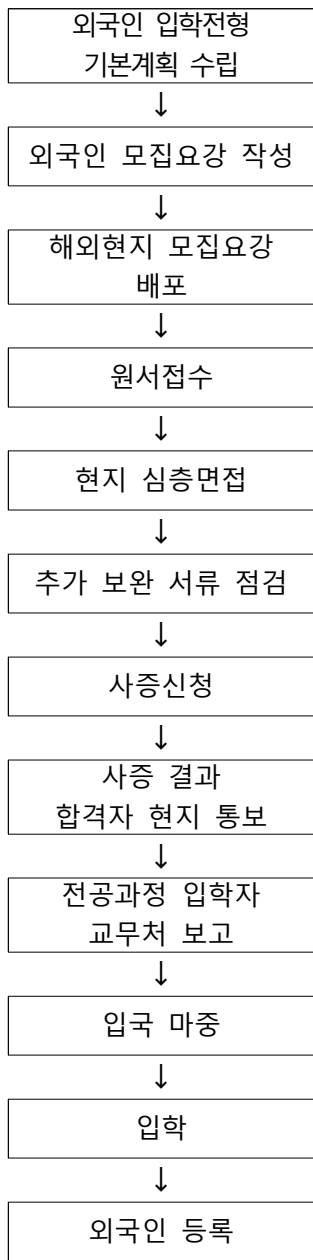 외국인 입학전형
기본계획 수립
↓
외국인 모집요강 작성
↓
해외현지 모집요강
배포
↓
원서접수
↓
현지 심층면접
↓
추가 보완 서류 점검
↓
사증신청
↓
사증 결과
합격자 현지 통보
↓
전공과정 입학자
교무처 보고
↓
입국 마중
↓
입학
↓
외국인 등록